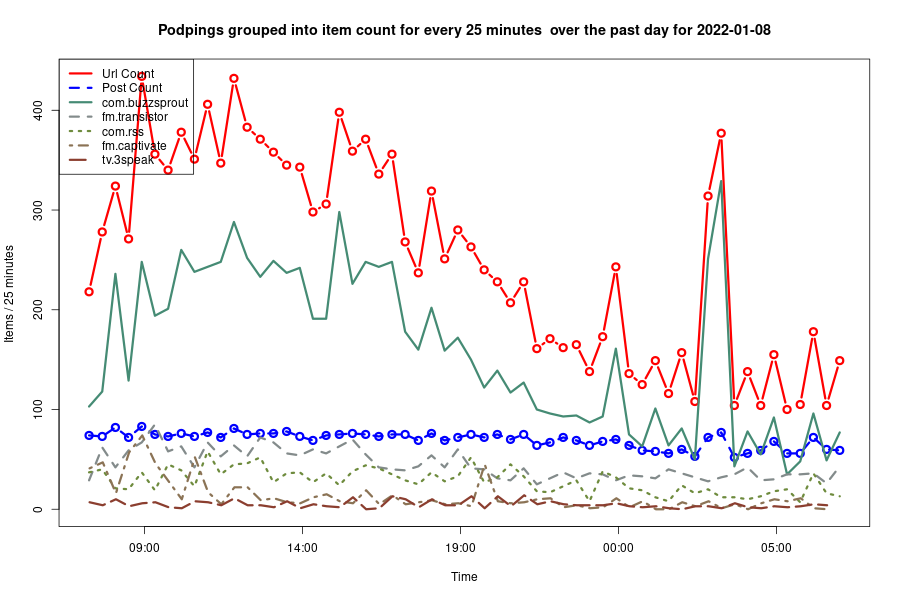 Podpings grouped into item count for every 25 minutes  over the past day for 2022-01-08
Url Count
Post Count
com.buzzsprout
fm.transistor
com.rss
fm.captivate
tv.3speak
Items / 25 minutes
400
300
200
100
0
09:00
14:00
19:00
00:00
05:00
Time